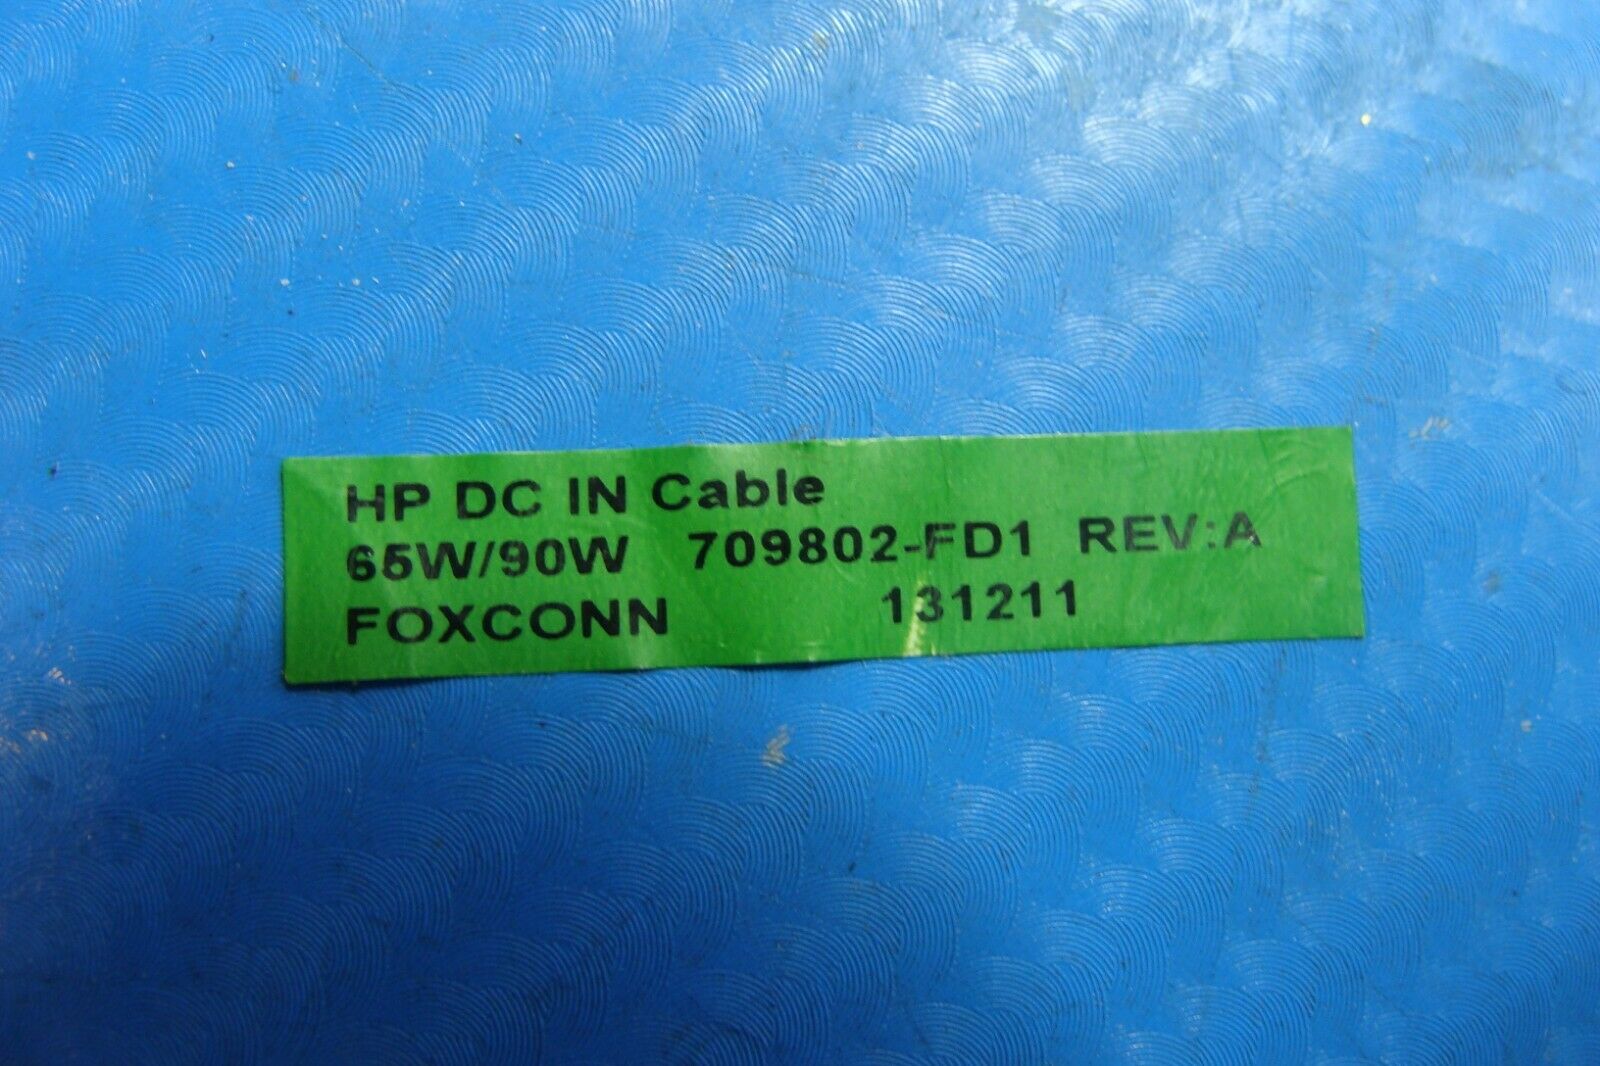 HP DC IN Cable
65W/90W 709802-FD1 REV:A
FOXCONN 131211